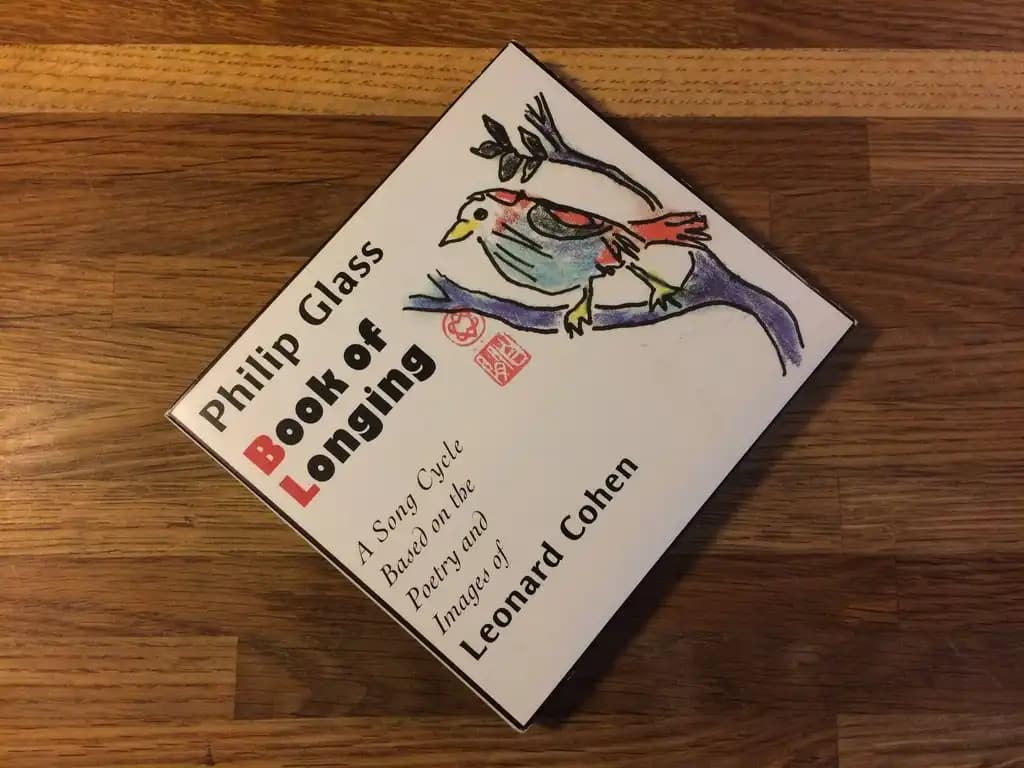 Philip Glass
Book of
Longing
A Song Cycle
Based on the
Poetry and
Images of
Leonard Cohen